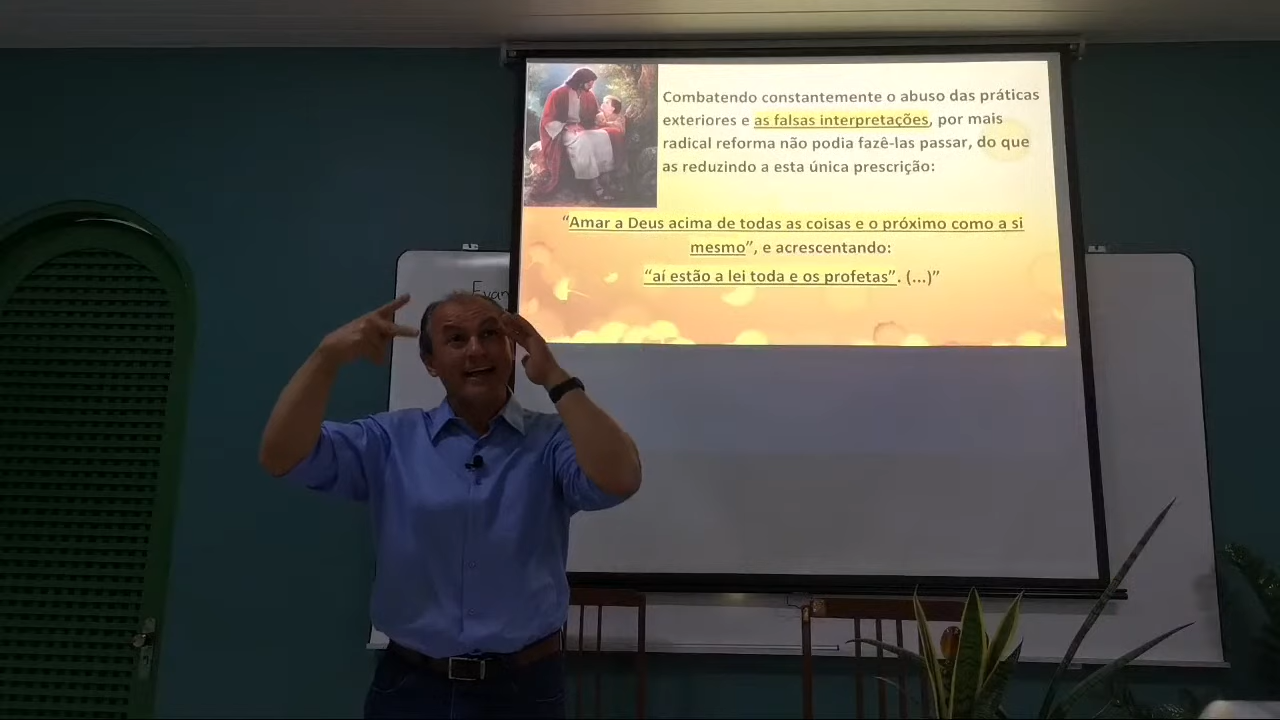 Combatendo constantemente o abuso das práticas
exteriores e as falsas interpretações, por mais
radical reforma não podia fazê-las passar, do que
as reduzindo a esta única prescrição:
“Amar a Deus acima de todas as coisas e o próximo como a si
mesmo”, e acrescentando:
“aí estão a lei toda e os profetas”. (...)”